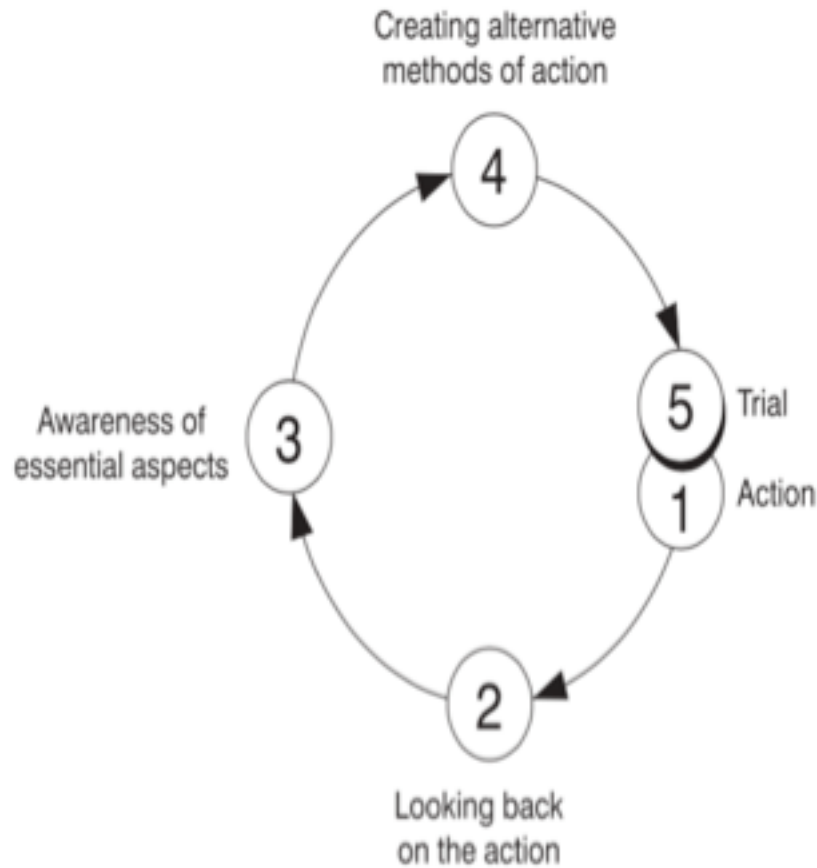 Creating alternative
methods of action
4
5
Trial
Awareness of
essential aspects
3
1
Action
2
Looking back
on the action